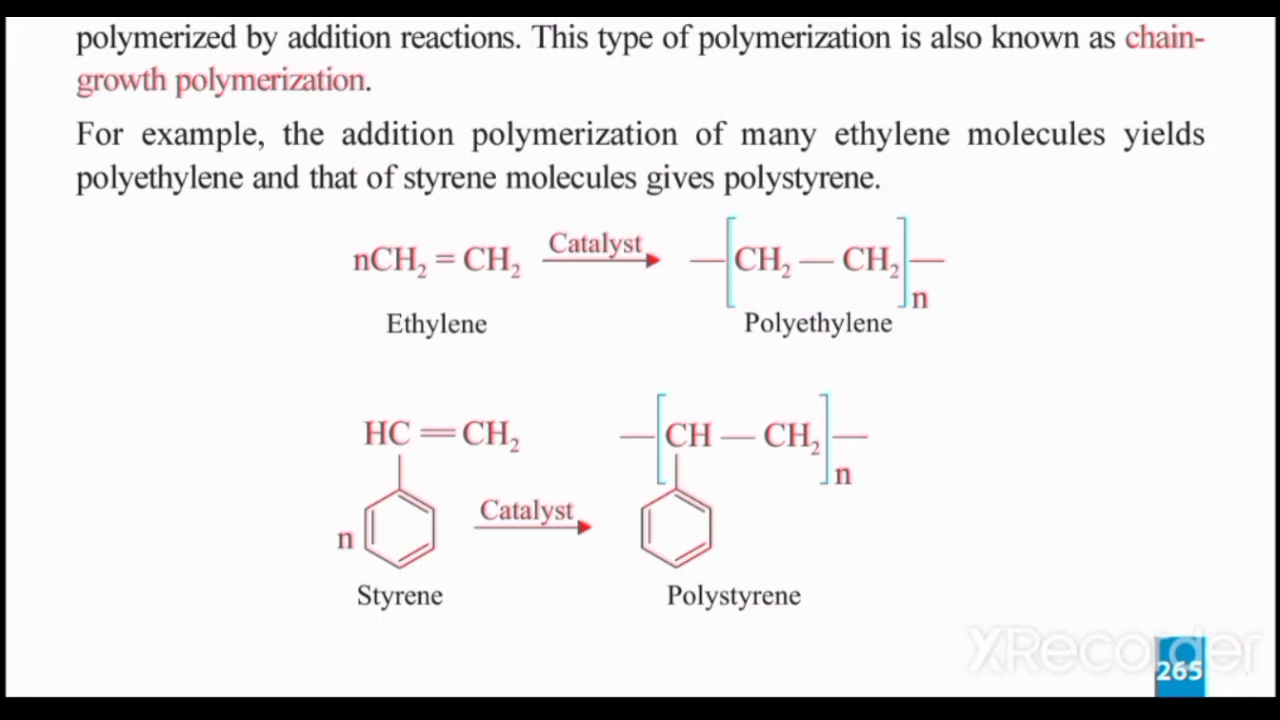 polymerized by addition reactions. This type of polymerization is also known as chain-
growth polymerization.
For example, the addition polymerization of many ethylene molecules yields
polyethylene and that of styrene molecules gives polystyrene.
nCH₂ = CH₂ Catalyst —[CH₂ — CH₂]—n
Ethylene Polyethylene
HC = CH₂ —[CH — CH₂]—n
n Catalyst
Styrene Polystyrene
XRecorder
265